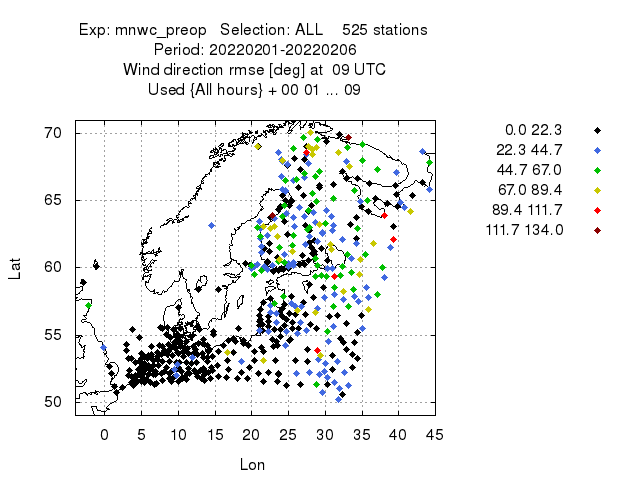 Exp: mnwc_preop   Selection: ALL    525 stations
Period: 20220201-20220206
Wind direction rmse [deg] at  09 UTC
Used {All hours} + 00 01 ... 09
70
65
60
55
50
Lat
0 5 10 15 20 25 30 35 40 45
Lon
0.0 22.3
22.3 44.7
44.7 67.0
67.0 89.4
89.4 111.7
111.7 134.0